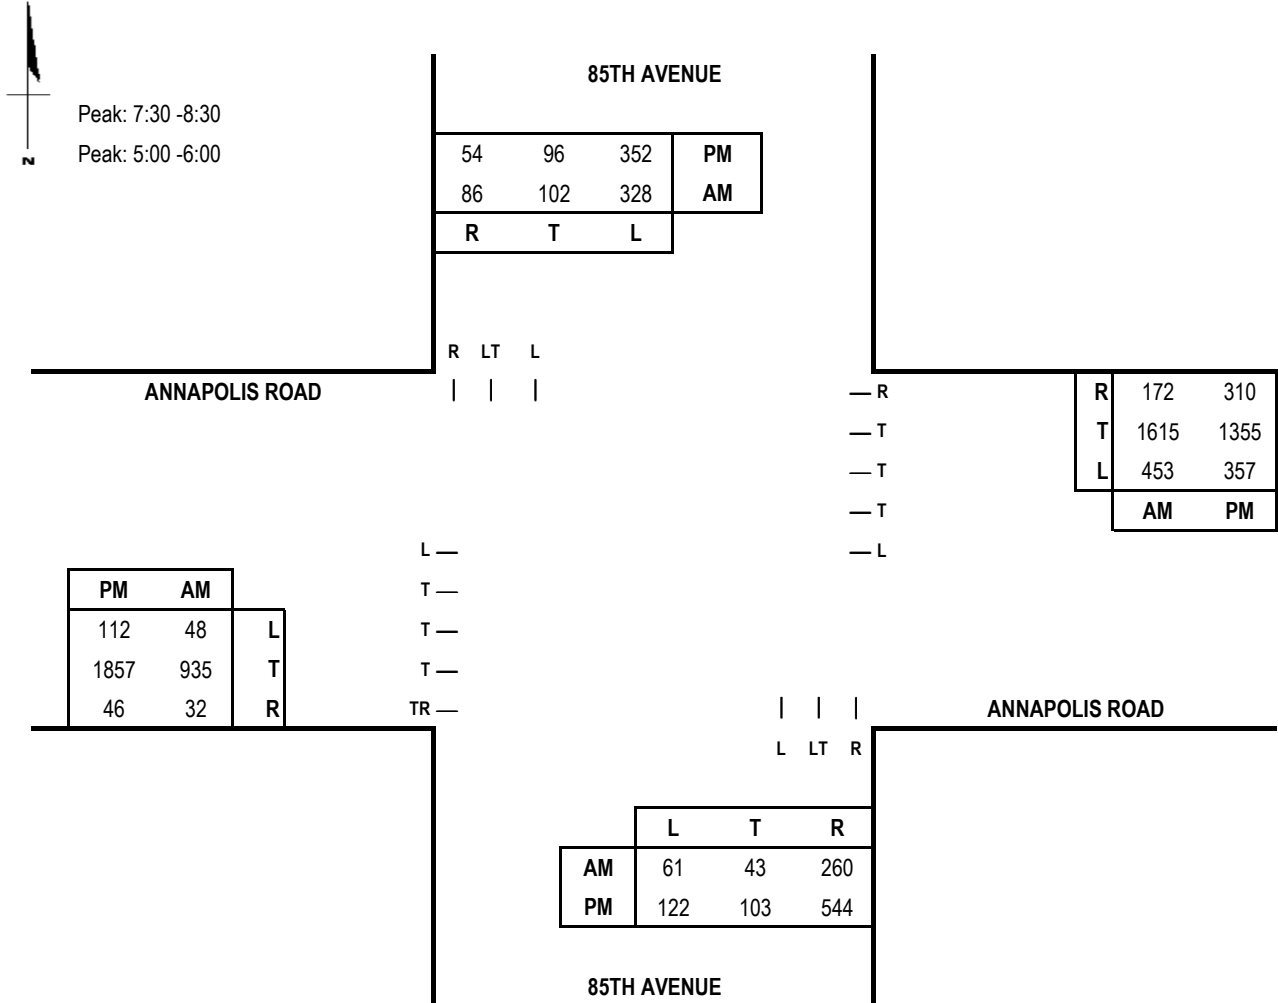 85TH AVENUE
Peak: 7:30 -8:30
Peak: 5:00 -6:00
N
54 96 352 PM
86 102 328 AM
R T L
R LT L
ANNAPOLIS ROAD
R
T
T
T
L
R 172 310
T 1615 1355
L 453 357
AM PM
L
T
T
T
TR
PM AM
112 48 L
1857 935 T
46 32 R
ANNAPOLIS ROAD
L LT R
L T R
AM 61 43 260
PM 122 103 544
85TH AVENUE